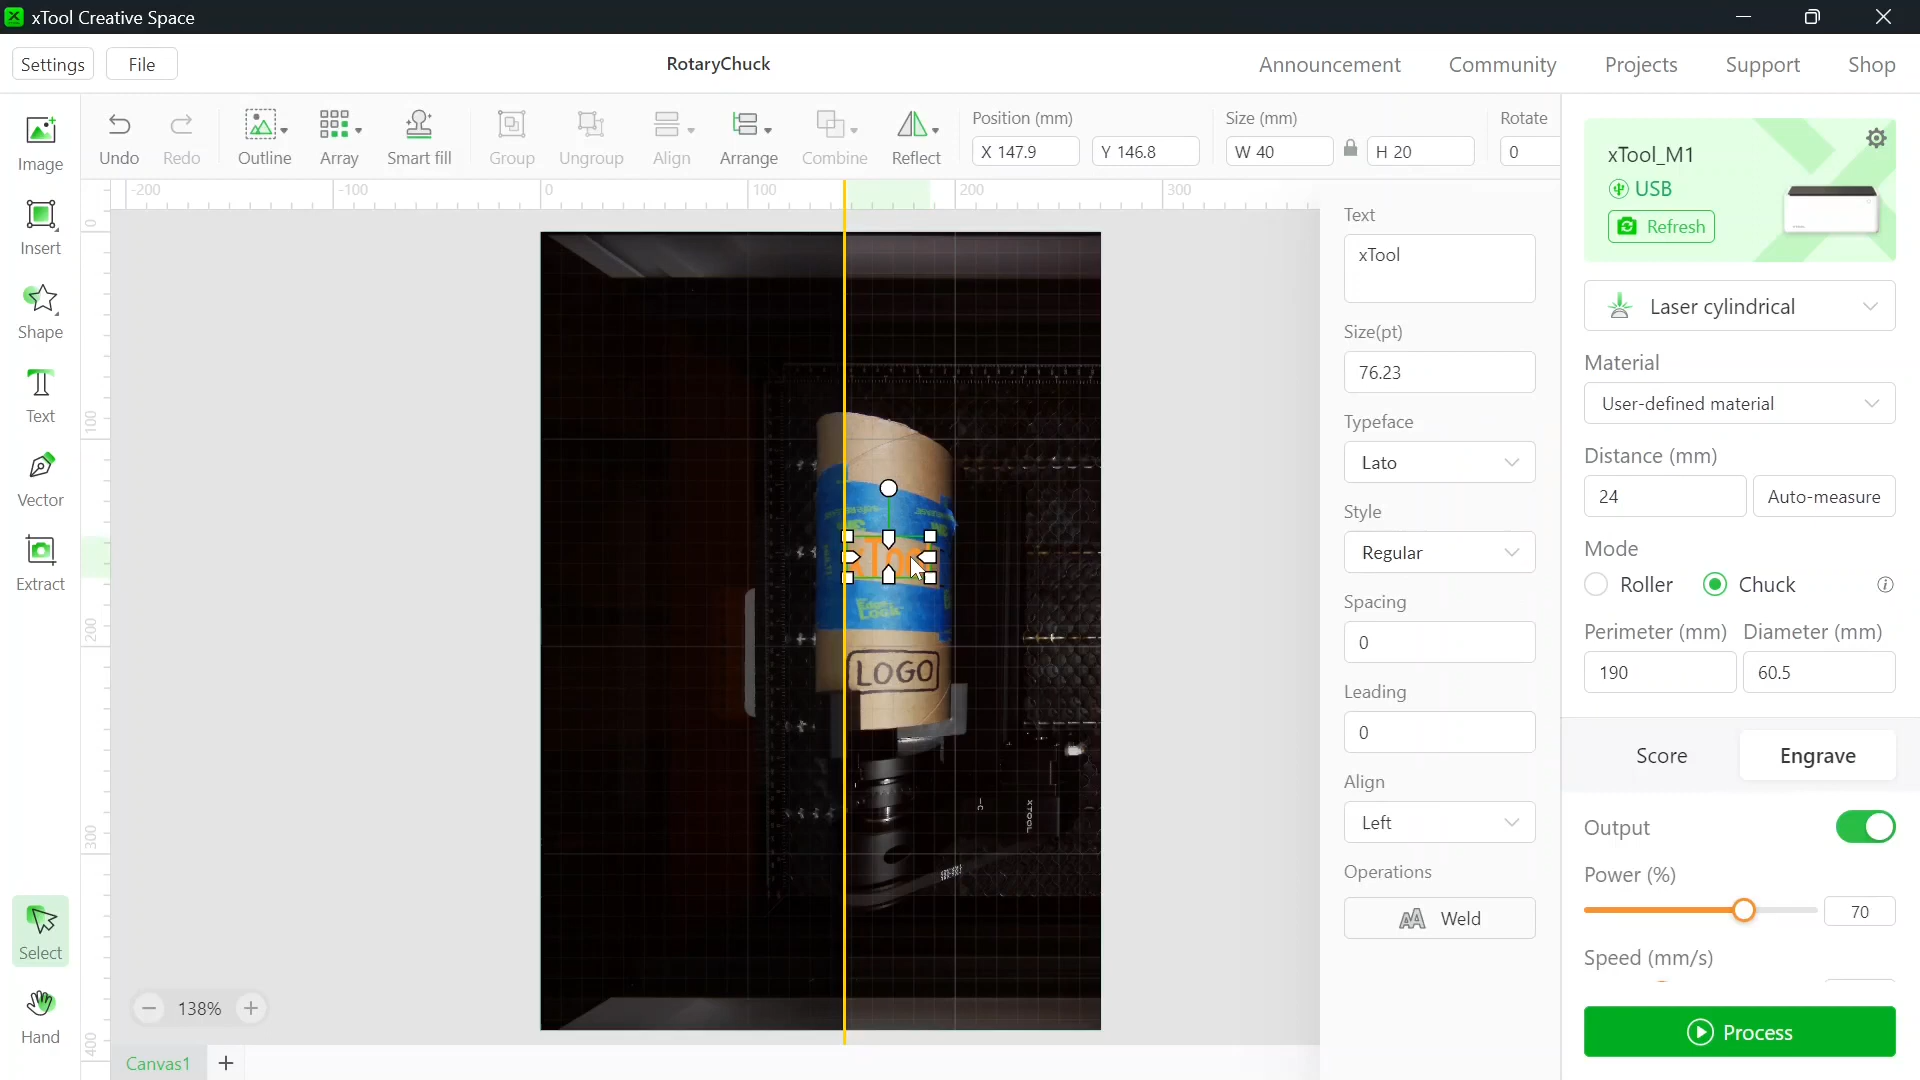 xTool Creative Space
Settings
File
RotaryChuck
Announcement
Community
Projects
Support
Shop
Image
Insert
Shape
Text
Vector
Extract
Select
Hand
Undo
Redo
Outline
Array
Smart fill
Group
Ungroup
Align
Arrange
Combine
Reflect
Position (mm)
X 147.9
Y 146.8
Size (mm)
W 40
H 20
Rotate
0
-200
-100
0
100
200
300
0
100
200
300
400
xTool
LOGO
XTOOL
138%
Canvas1
Text
xTool
Size(pt)
76.23
Typeface
Lato
Style
Regular
Spacing
0
Leading
0
Align
Left
Operations
Weld
xTool_M1
USB
Refresh
Laser cylindrical
Material
User-defined material
Distance (mm)
24
Auto-measure
Mode
Roller
Chuck
Perimeter (mm)
Diameter (mm)
190
60.5
Score
Engrave
Output
Power (%)
70
Speed (mm/s)
Process